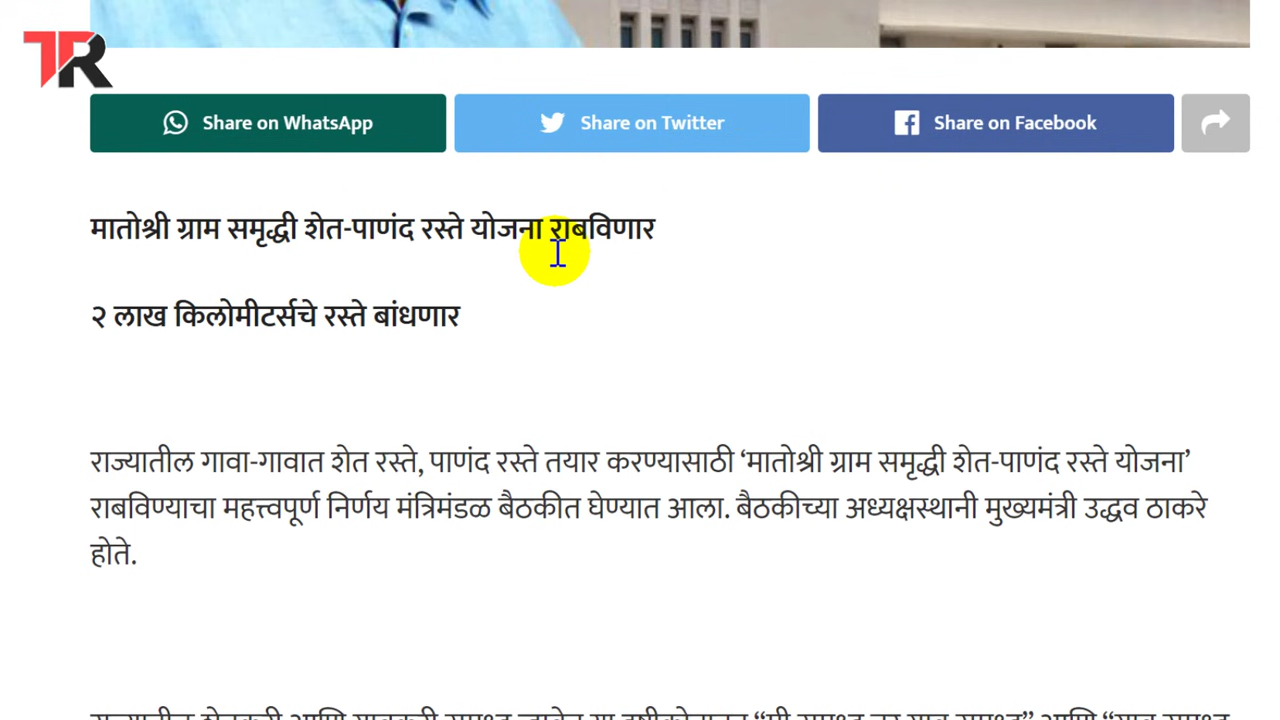 TR
Share on WhatsApp
Share on Twitter
Share on Facebook
मातोश्री ग्राम समृद्धी शेत-पाणंद रस्ते योजना राबविणार
२ लाख किलोमीटर्सचे रस्ते बांधणार
राज्यातील गावा-गावात शेत रस्ते, पाणंद रस्ते तयार करण्यासाठी ‘मातोश्री ग्राम समृद्धी शेत-पाणंद रस्ते योजना’
राबविण्याचा महत्त्वपूर्ण निर्णय मंत्रिमंडळ बैठकीत घेण्यात आला. बैठकीच्या अध्यक्षस्थानी मुख्यमंत्री उद्धव ठाकरे
होते.